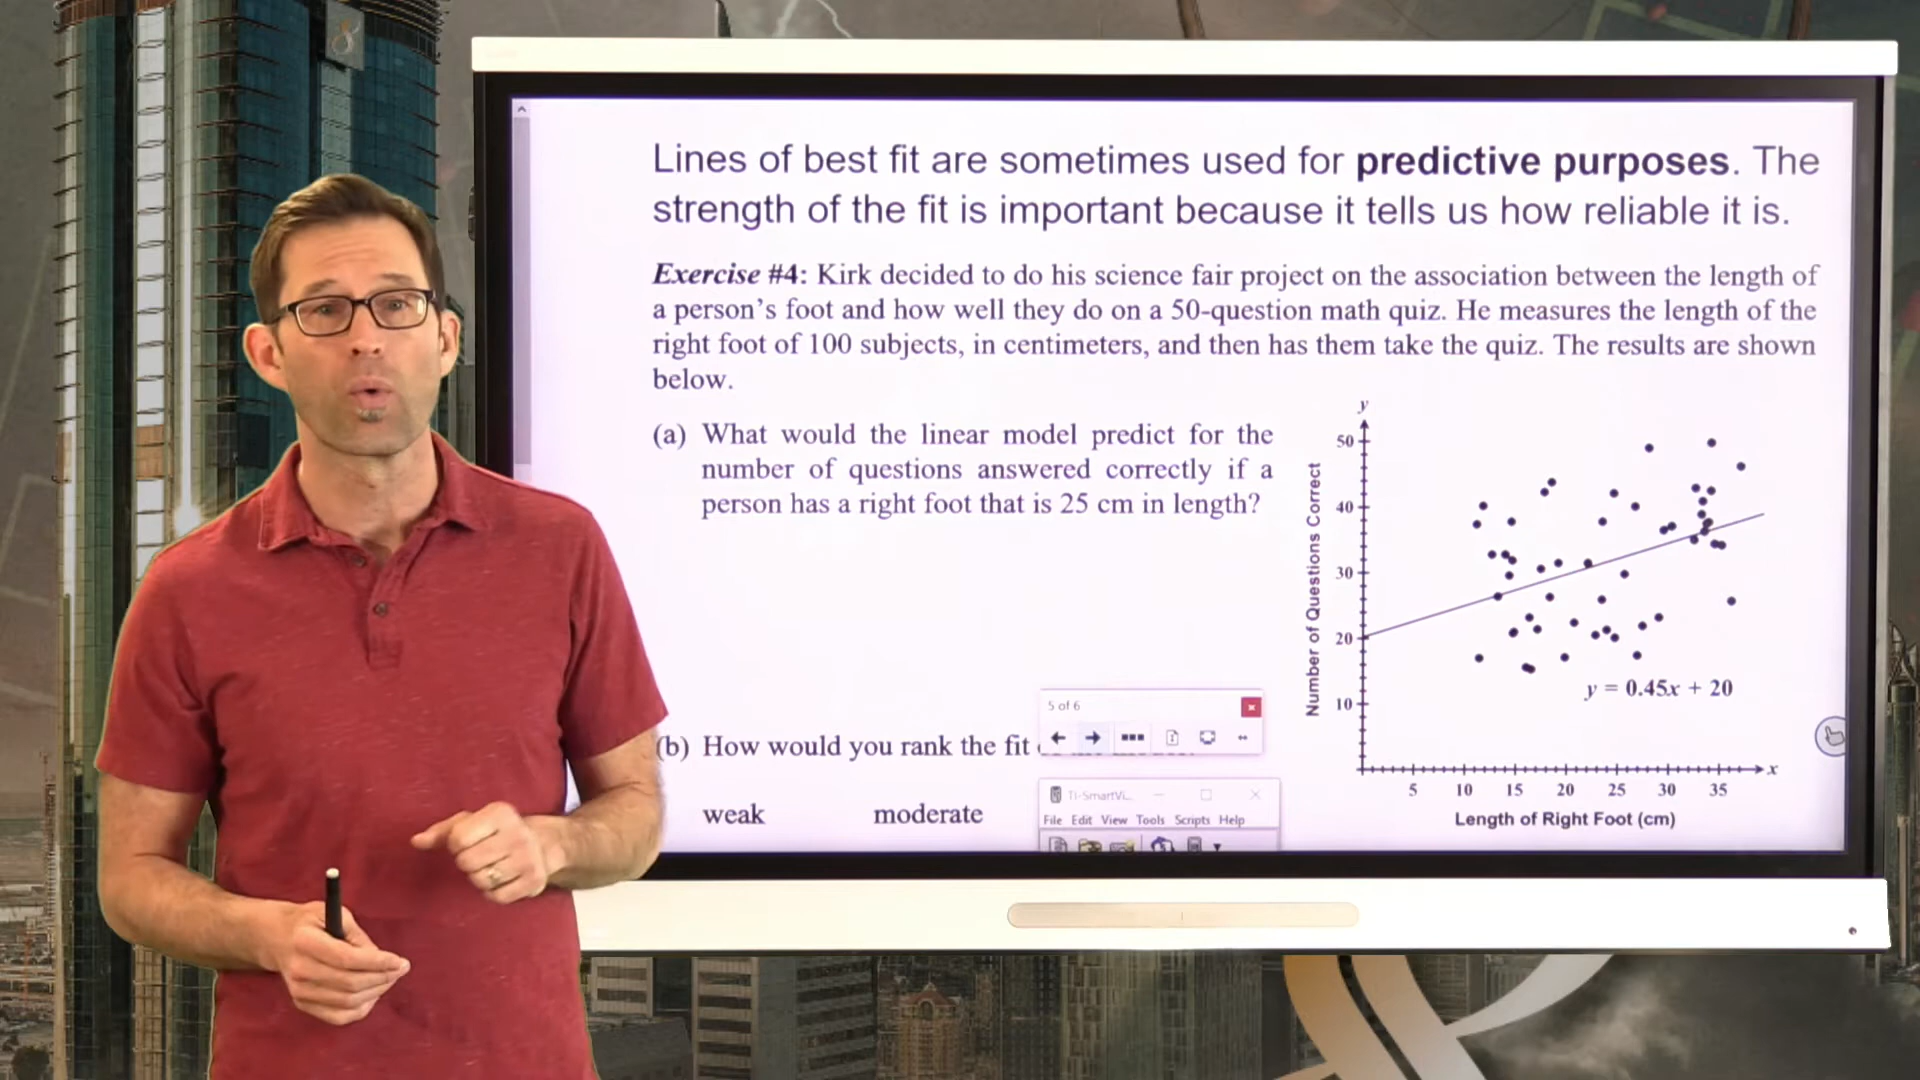 Lines of best fit are sometimes used for predictive purposes. The
strength of the fit is important because it tells us how reliable it is.
Exercise #4: Kirk decided to do his science fair project on the association between the length of
a person's foot and how well they do on a 50-question math quiz. He measures the length of the
right foot of 100 subjects, in centimeters, and then has them take the quiz. The results are shown
below.
(a) What would the linear model predict for the
number of questions answered correctly if a
person has a right foot that is 25 cm in length?
(b) How would you rank the fit
weak moderate
5 of 6
TI-SmartVi...
File Edit View Tools Scripts Help
y
50
40
30
20
10
Number of Questions Correct
y = 0.45x + 20
x
5 10 15 20 25 30 35
Length of Right Foot (cm)